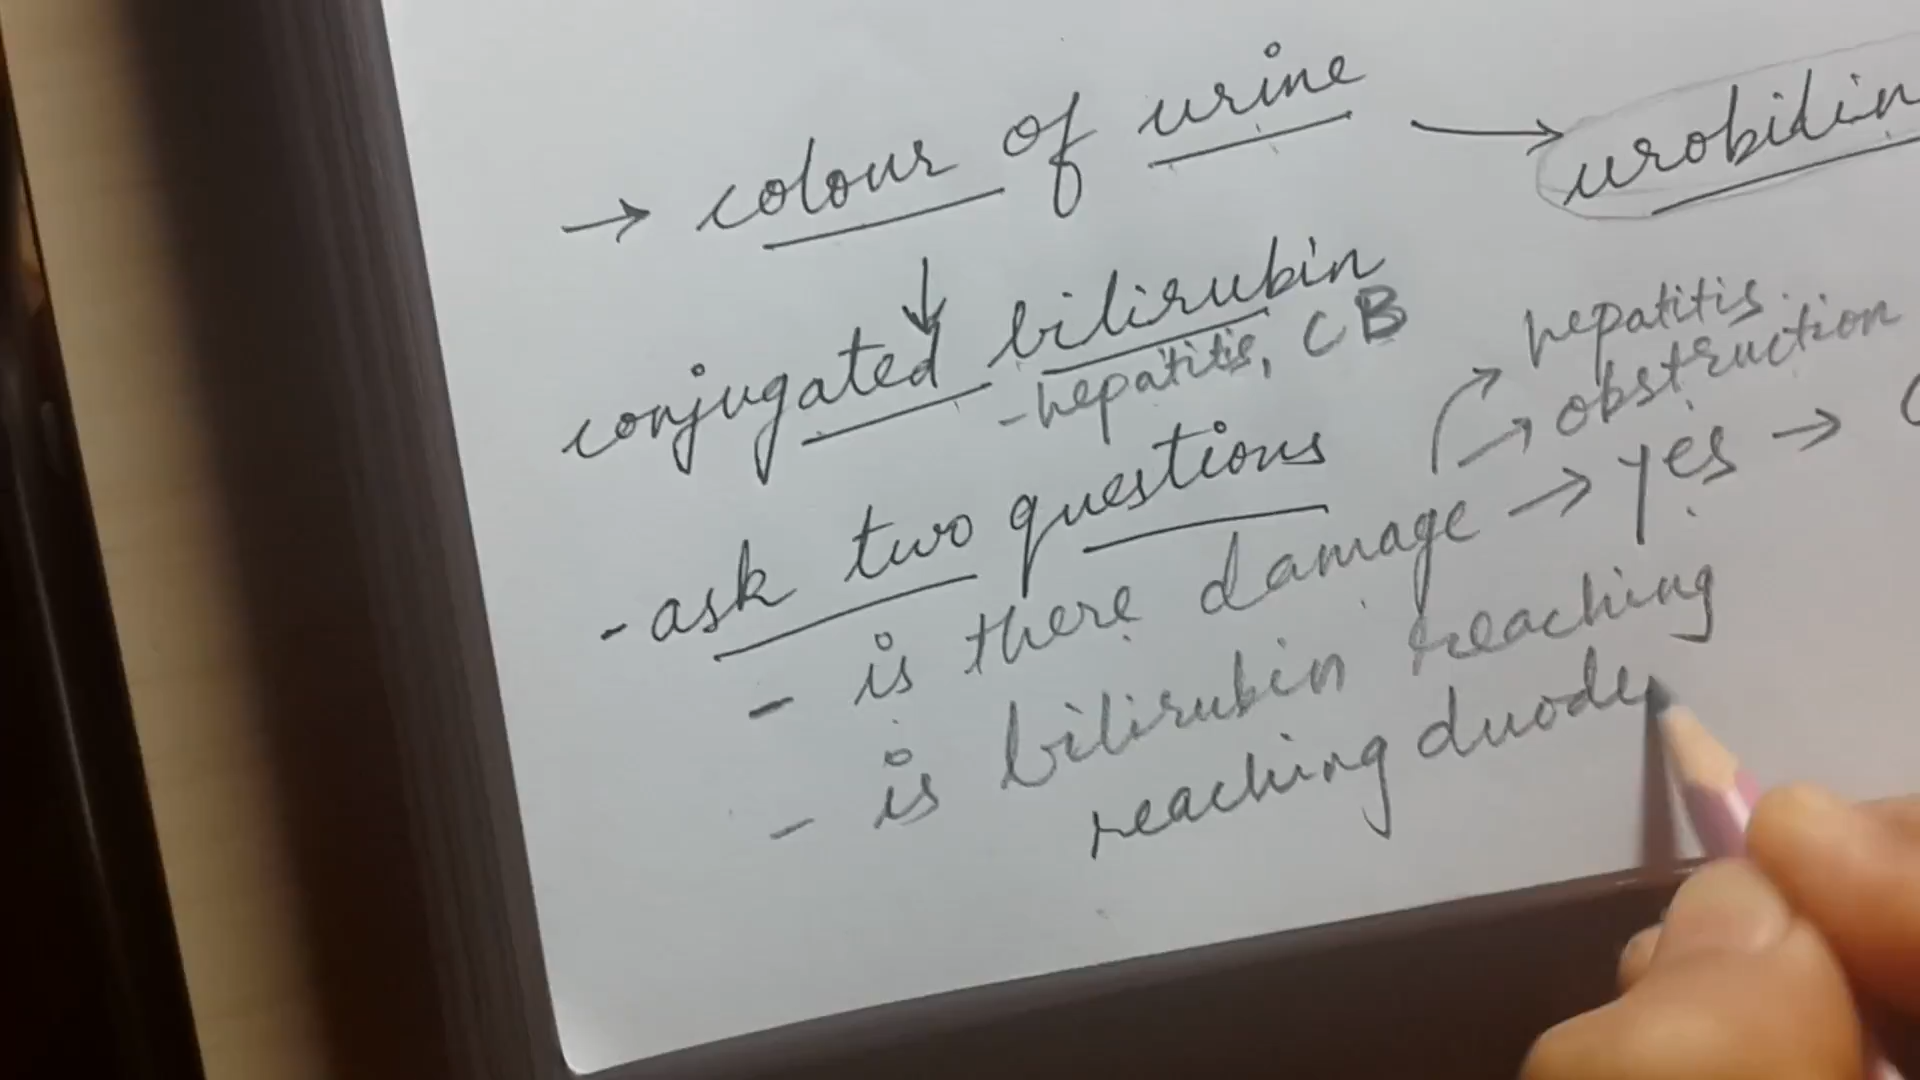 → colour of urine → urobilin
↓
conjugated bilirubin
-hepatitis, CB
hepatitis
obstruction
- ask two questions
- is there damage → yes →
- is bilirubin reaching
reaching duode